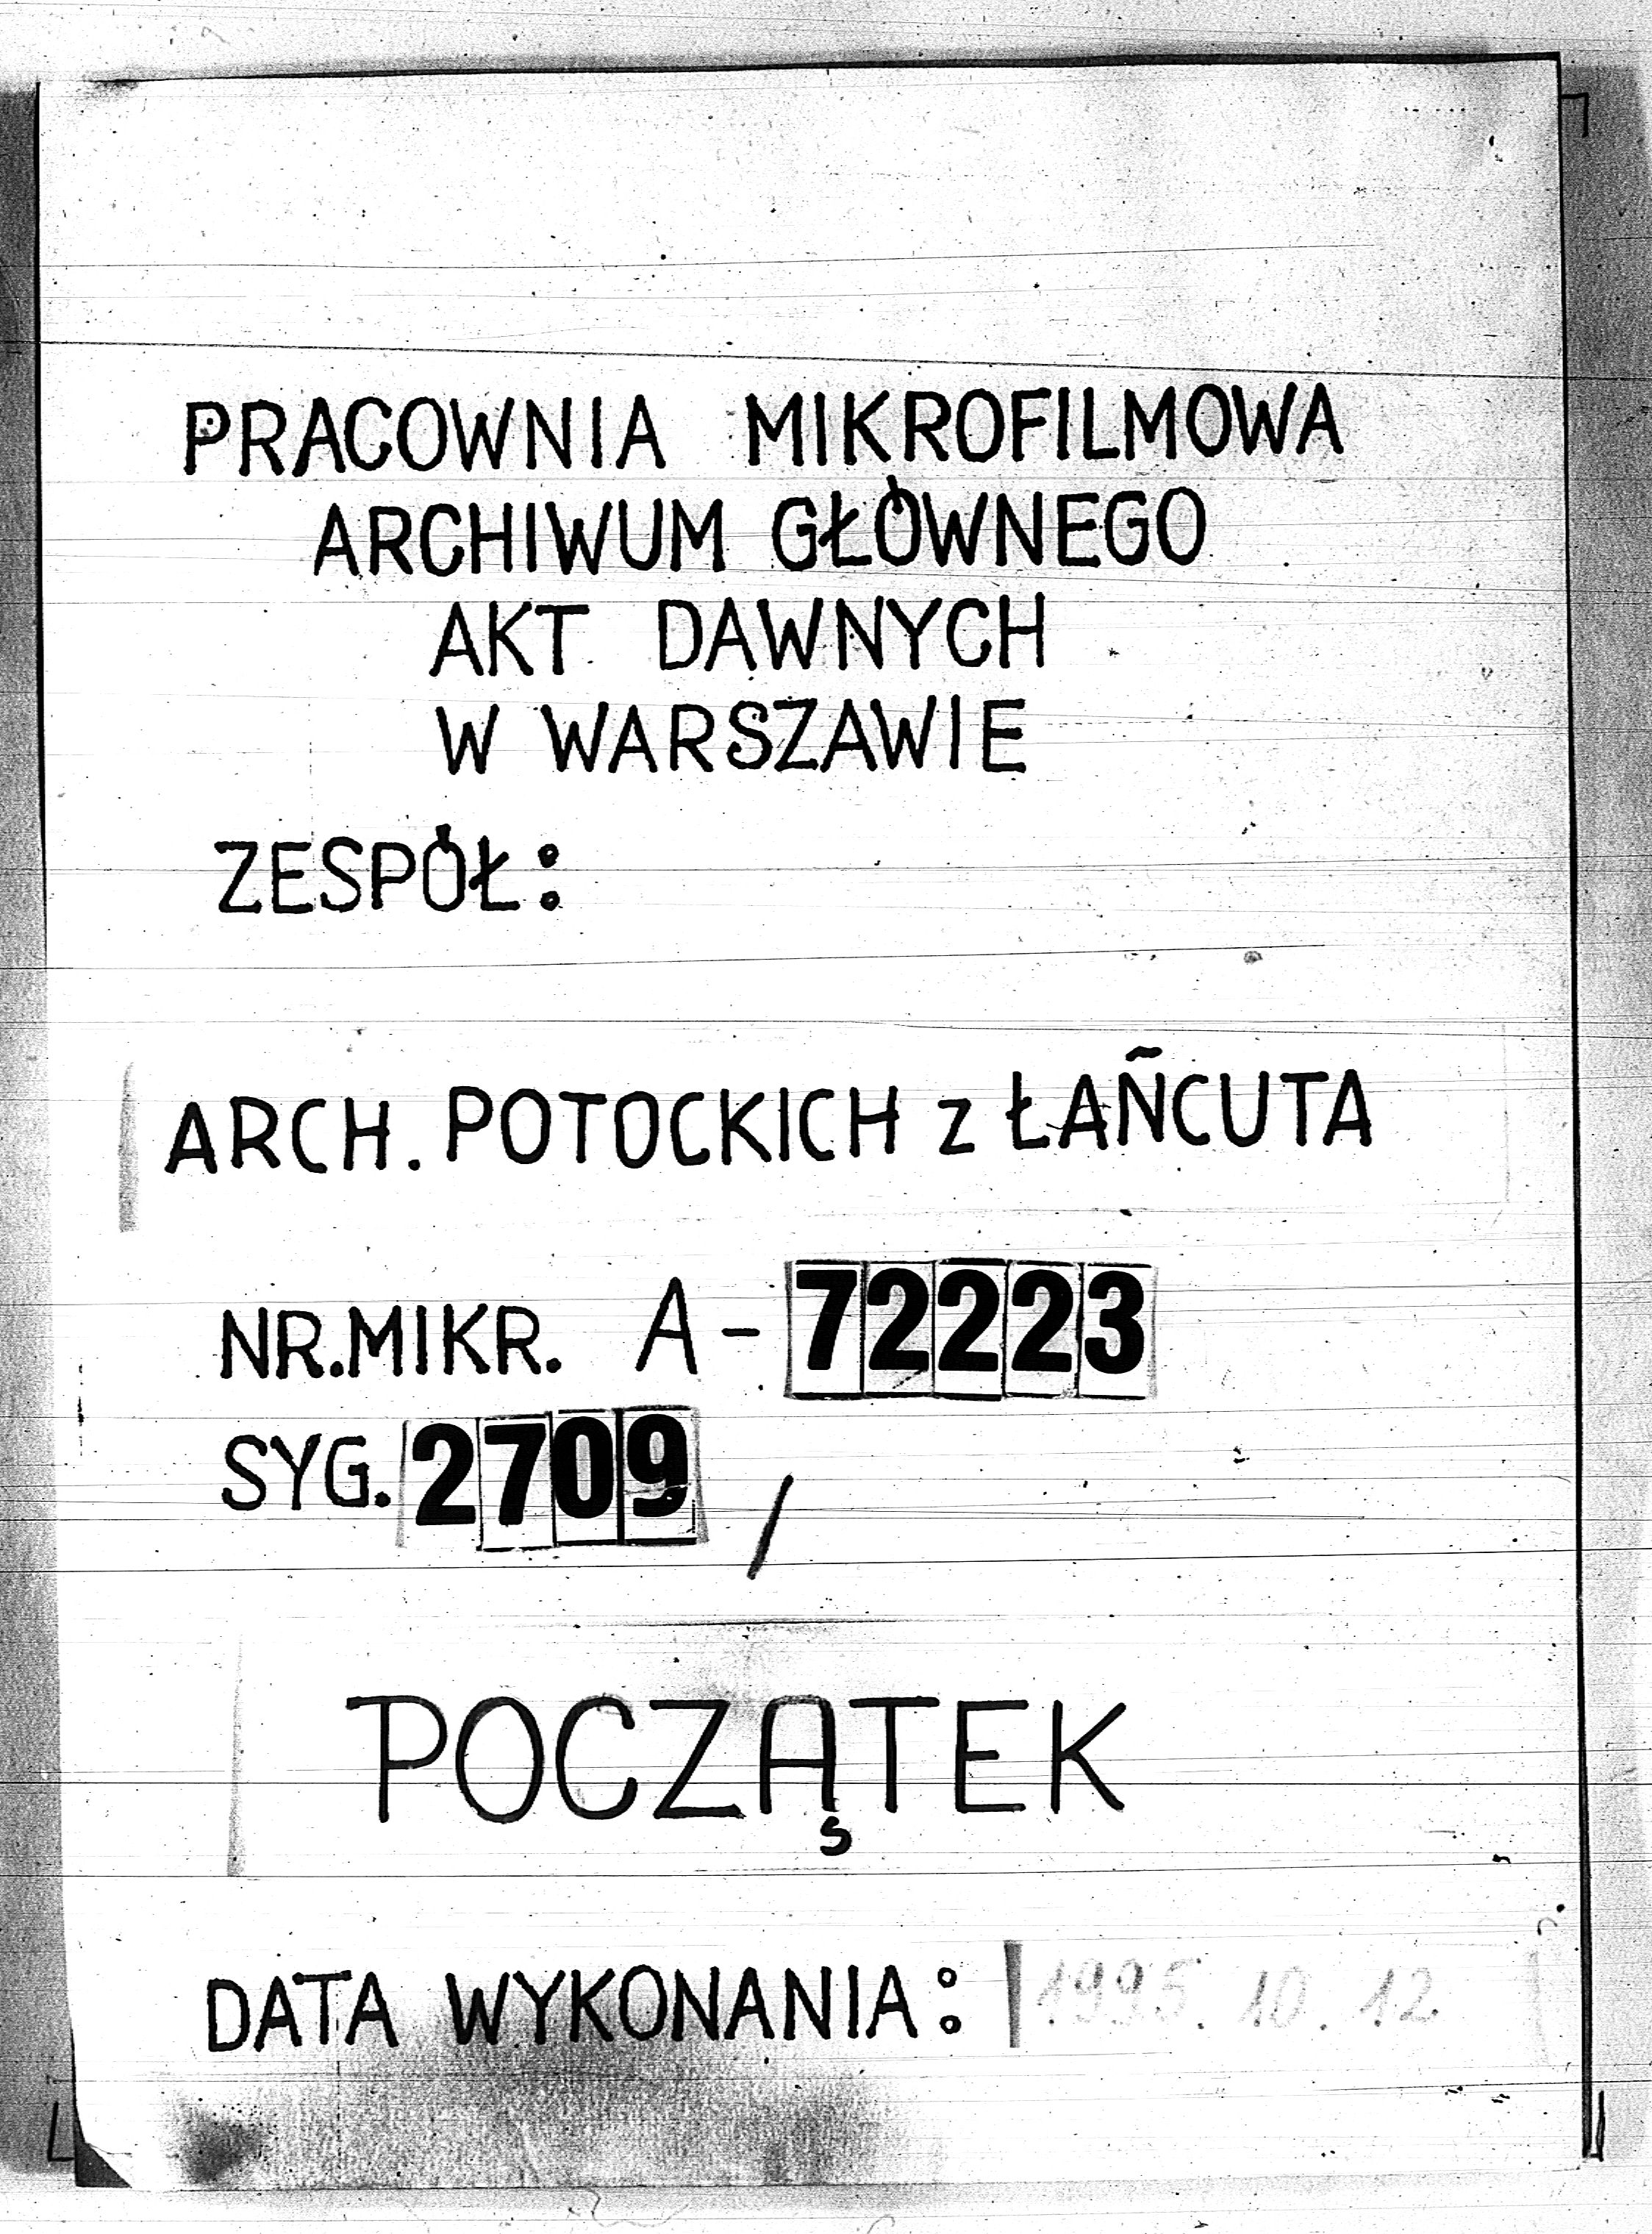 PRACOWNIA MIKROFILMOWA
ARCHIWUM GŁÓWNEGO
AKT DAWNYCH
W WARSZAWIE
ZESPÓŁ:
ARCH. POTOCKICH z ŁAŃCUTA
NR.MIKR. A-72223
SYG. 2709 /
POCZĄTEK
DATA WYKONANIA: 1995.10.12